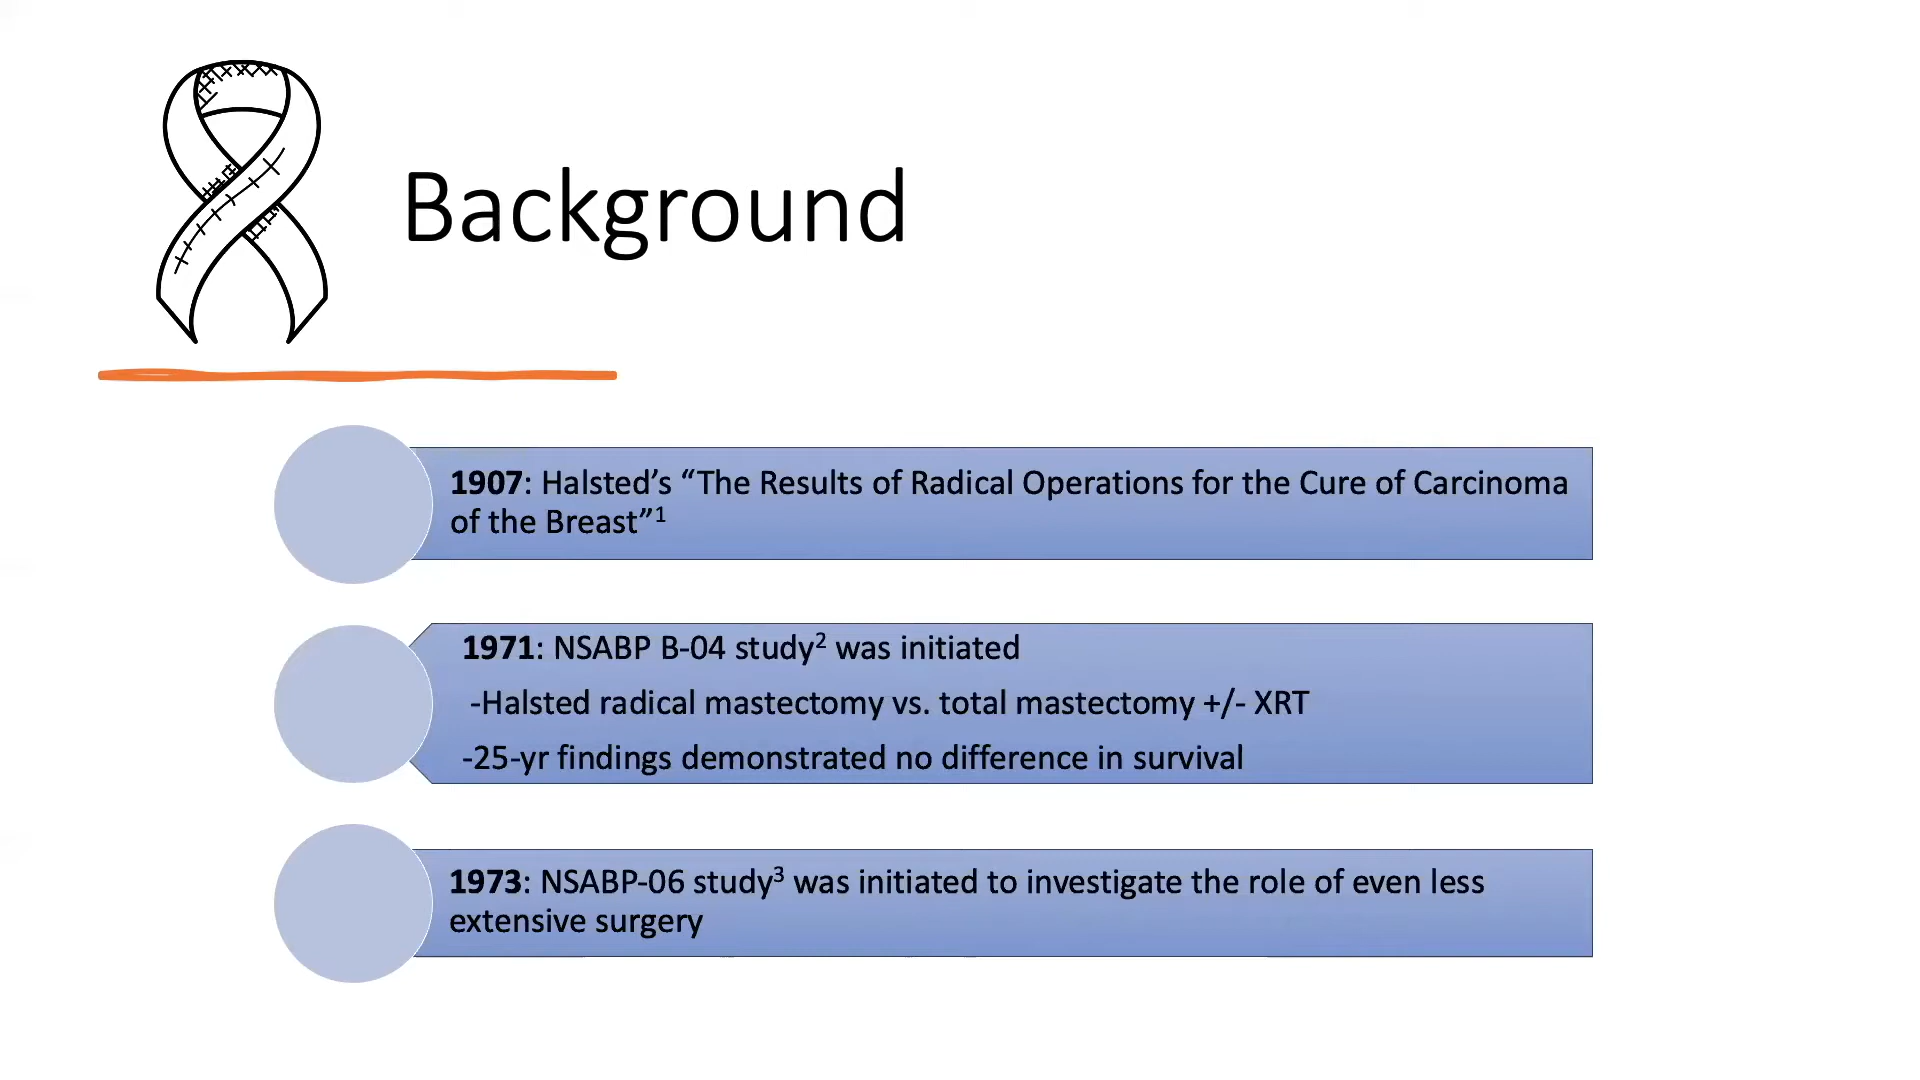 Background
1907: Halsted’s “The Results of Radical Operations for the Cure of Carcinoma
of the Breast”¹
1971: NSABP B-04 study² was initiated
-Halsted radical mastectomy vs. total mastectomy +/- XRT
-25-yr findings demonstrated no difference in survival
1973: NSABP-06 study³ was initiated to investigate the role of even less
extensive surgery